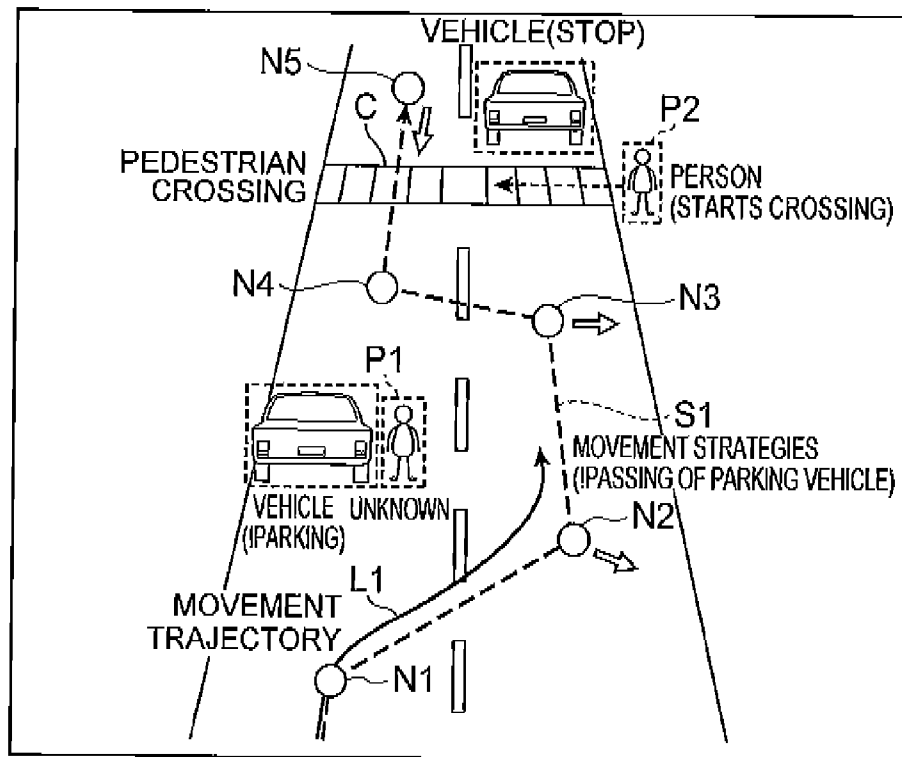 VEHICLE(STOP)
N5
C
P2
PEDESTRIAN
CROSSING
PERSON
(STARTS CROSSING)
N4
N3
P1
S1
MOVEMENT STRATEGIES
(!PASSING OF PARKING VEHICLE)
VEHICLE UNKNOWN
(!PARKING)
N2
L1
MOVEMENT
TRAJECTORY
N1